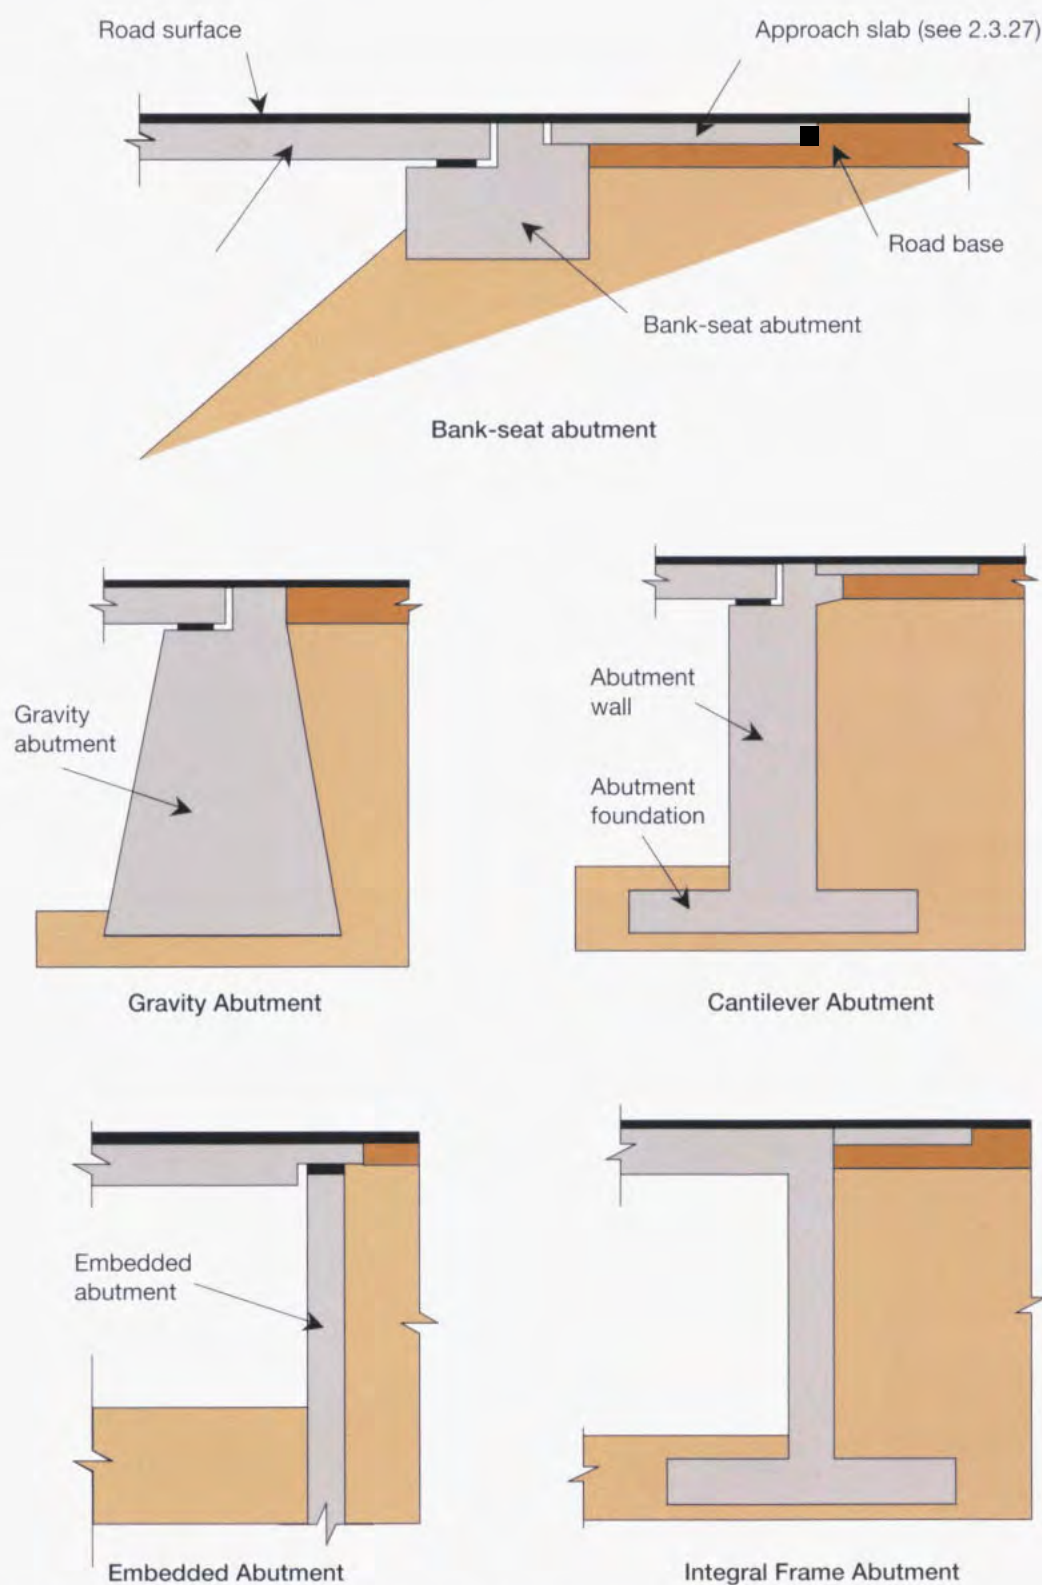 Road surface
Approach slab (see 2.3.27)
Road base
Bank-seat abutment
Bank-seat abutment
Gravity
abutment
Gravity Abutment
Abutment
wall
Abutment
foundation
Cantilever Abutment
Embedded
abutment
Embedded Abutment
Integral Frame Abutment